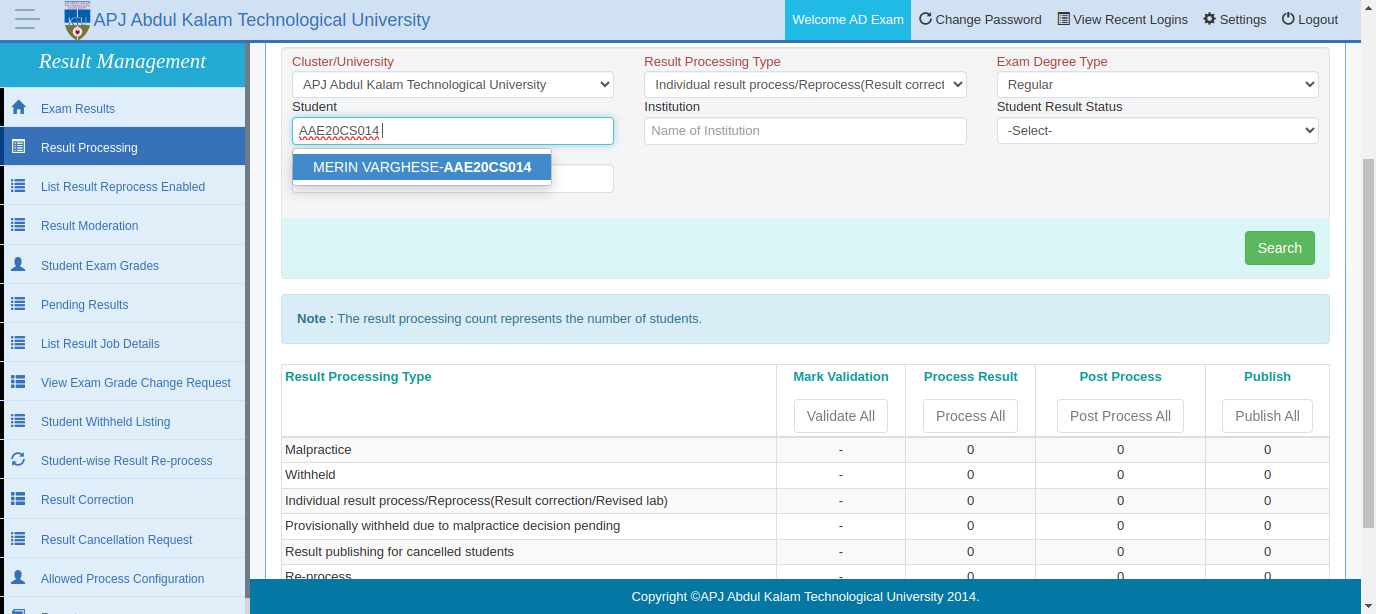 APJ Abdul Kalam Technological University
Welcome AD Exam Change Password View Recent Logins Settings Logout
Result Management
Exam Results
Result Processing
List Result Reprocess Enabled
Result Moderation
Student Exam Grades
Pending Results
List Result Job Details
View Exam Grade Change Request
Student Withheld Listing
Student-wise Result Re-process
Result Correction
Result Cancellation Request
Allowed Process Configuration
Cluster/University Result Processing Type Exam Degree Type
APJ Abdul Kalam Technological University Individual result process/Reprocess(Result correct Regular
Student Institution Student Result Status
AAE20CS014 Name of Institution -Select-
MERIN VARGHESE-AAE20CS014
Search
Note : The result processing count represents the number of students.
Result Processing Type Mark Validation Process Result Post Process Publish
Validate All Process All Post Process All Publish All
Malpractice - 0 0 0
Withheld - 0 0 0
Individual result process/Reprocess(Result correction/Revised lab) - 0 0 0
Provisionally withheld due to malpractice decision pending - 0 0 0
Result publishing for cancelled students - 0 0 0
Re-process - 0 0 0
Copyright ©APJ Abdul Kalam Technological University 2014.